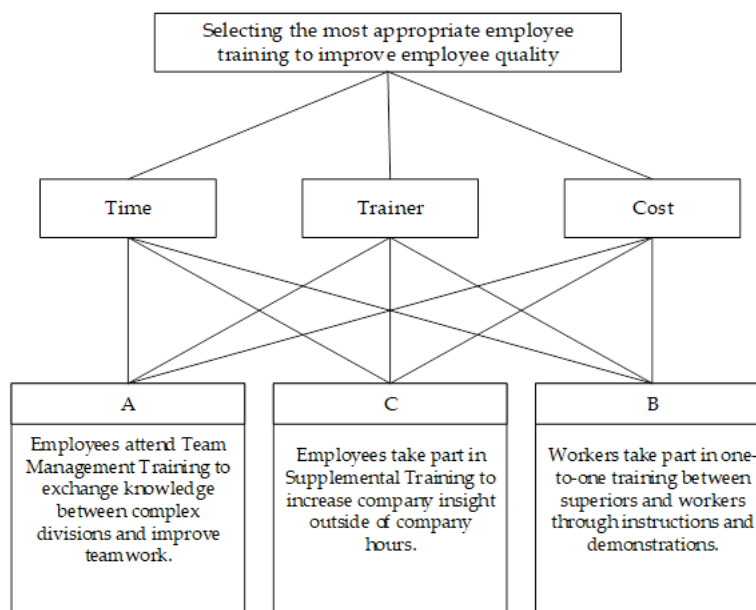 Selecting the most appropriate employee
training to improve employee quality
Time
Trainer
Cost
A
Employees attend Team
Management Training to
exchange knowledge
between complex
divisions and improve
teamwork.
C
Employees take part in
Supplemental Training to
increase company insight
outside of company
hours.
B
Workers take part in one-
to-one training between
superiors and workers
through instructions and
demonstrations.